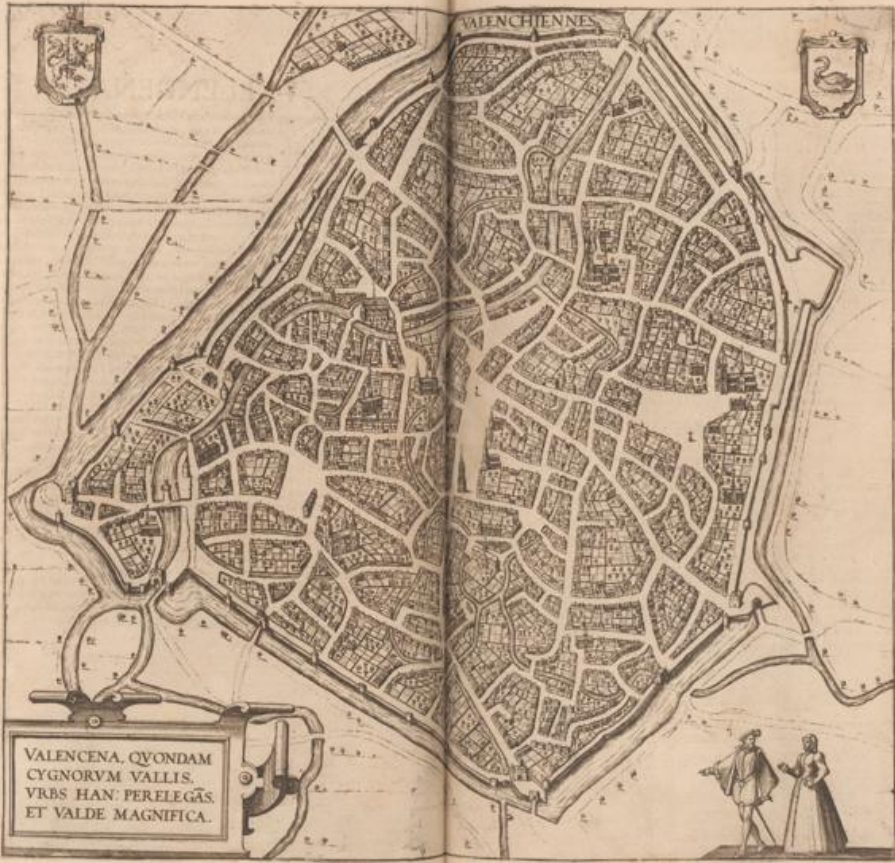 VALENCHIENNES
VALENCENA, QVONDAM
CYGNORVM VALLIS.
VRBS HAN: PERELEGĀS.
ET VALDE MAGNIFICA.